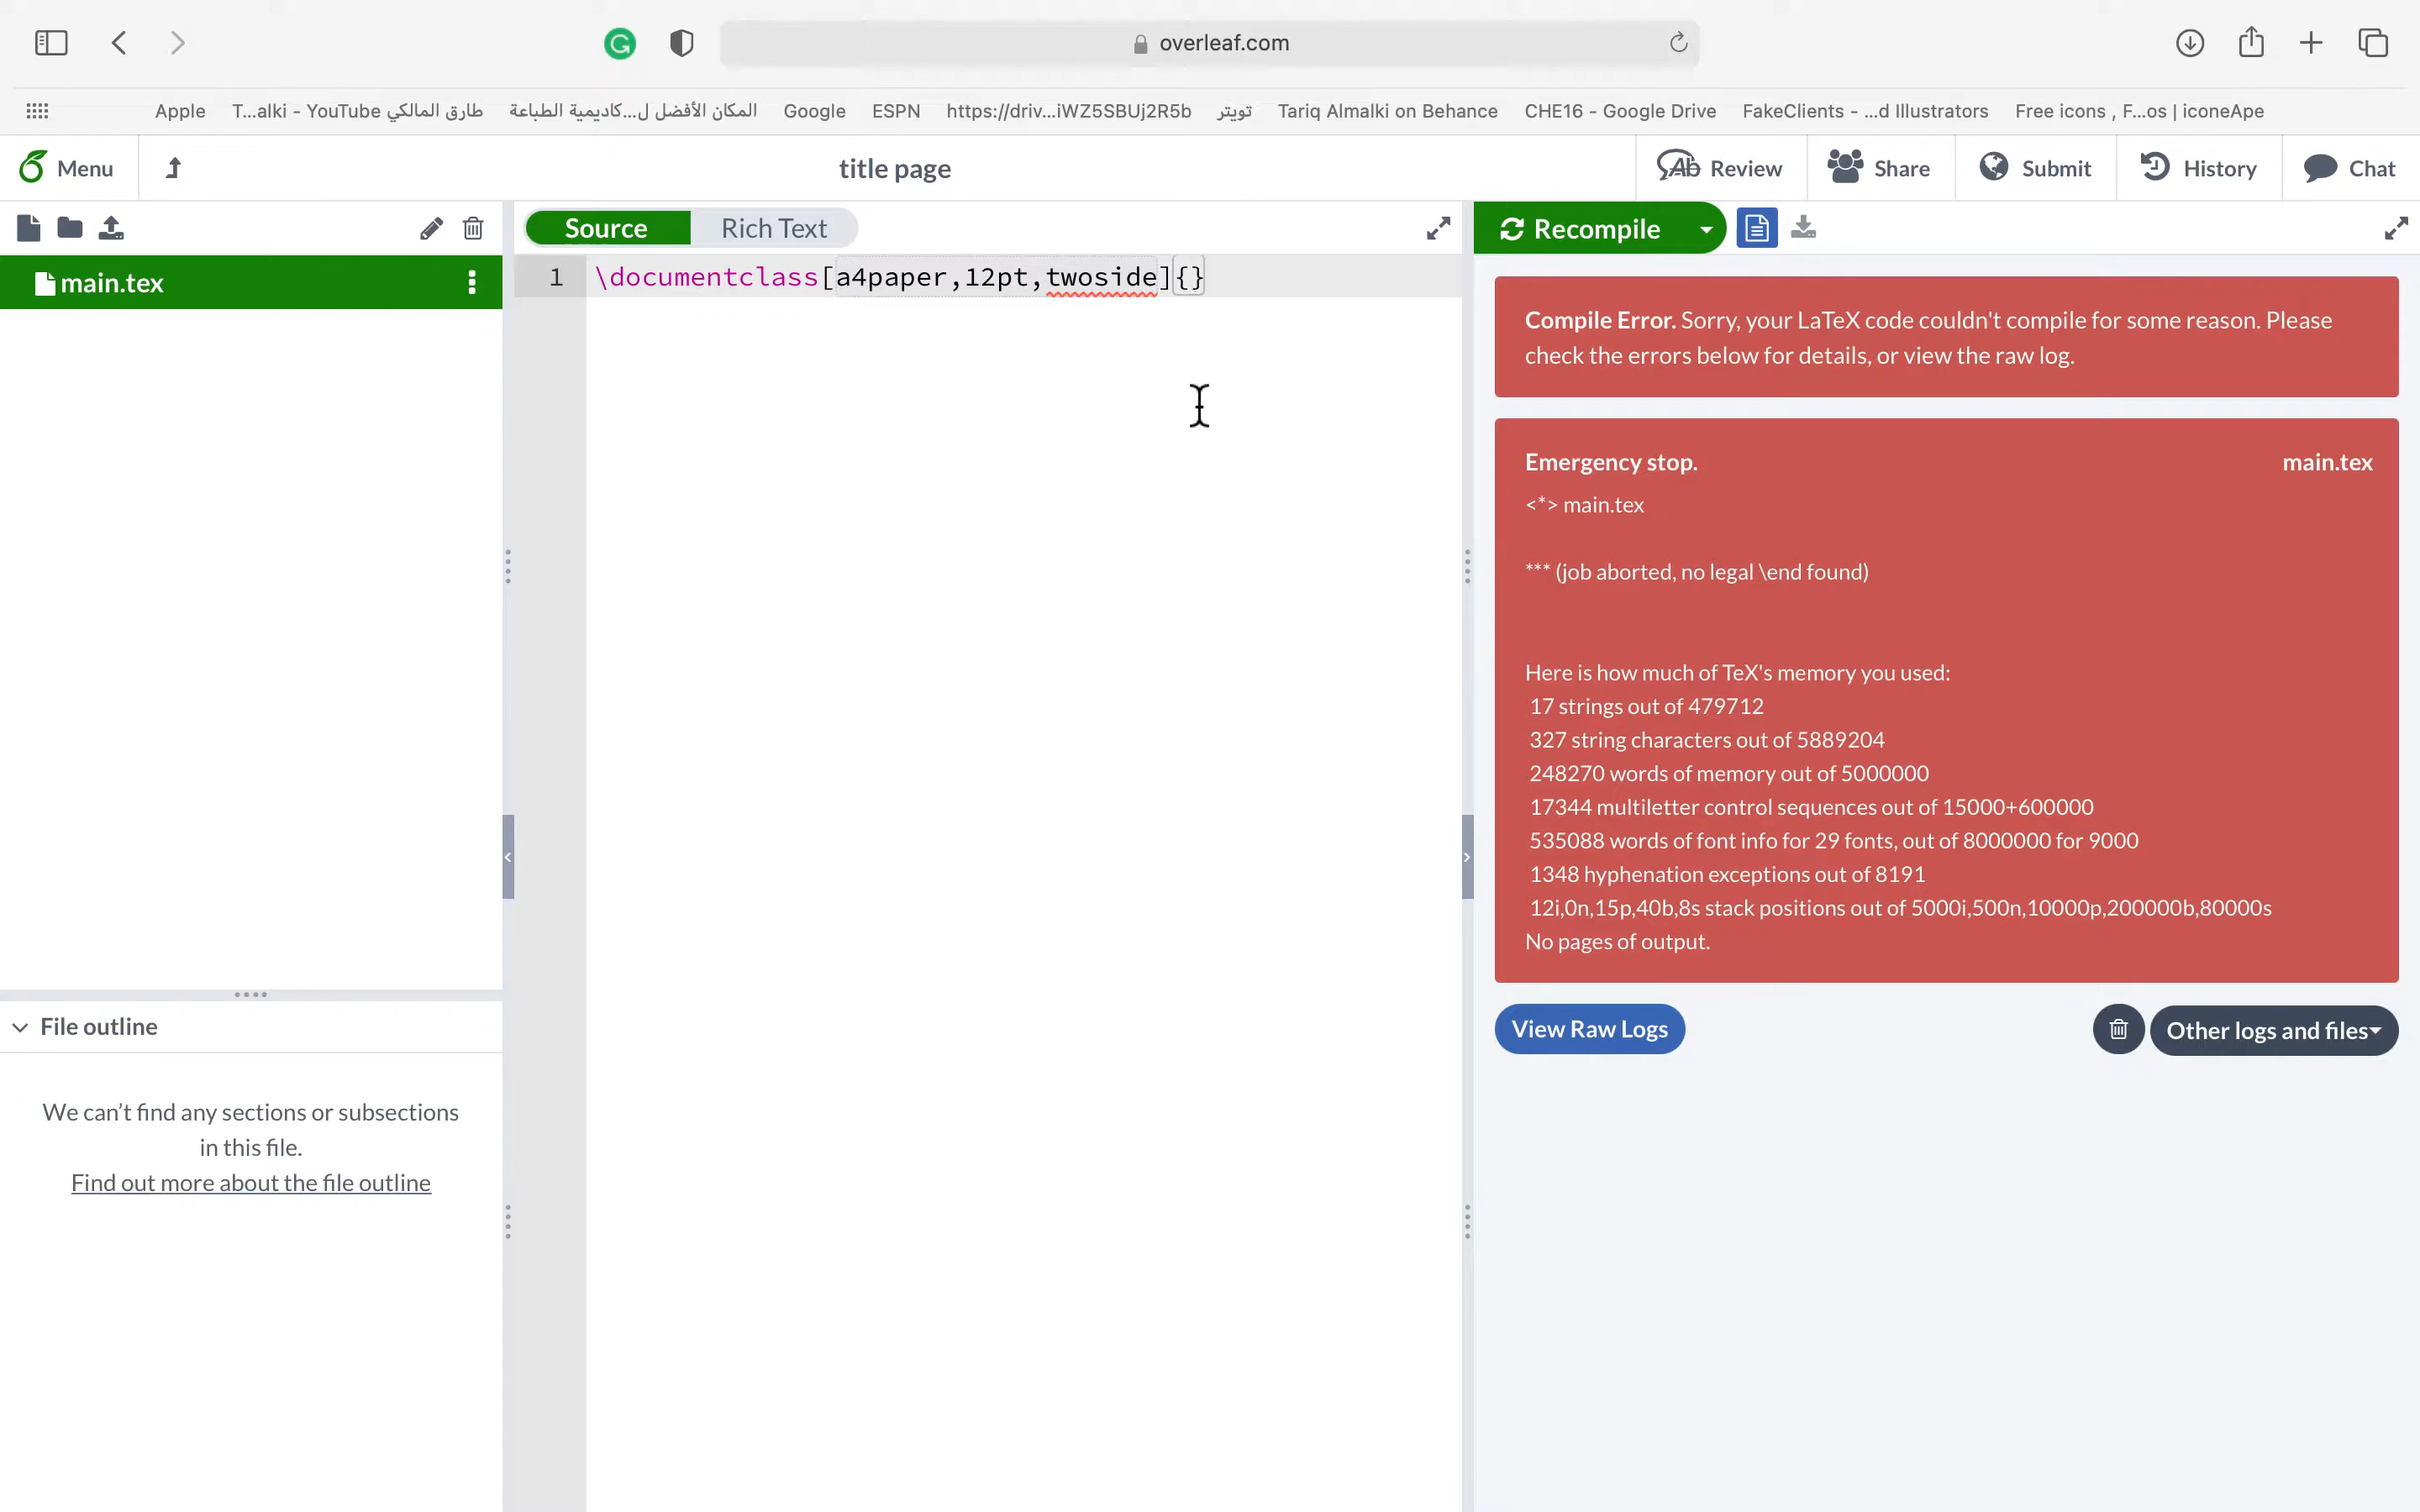 overleaf.com
Apple T...alki - YouTube طارق المالكي المكان الأفضل ل...كاديمية الطباعة Google ESPN https://driv...iWZ5SBUj2R5b تويتر Tariq Almalki on Behance CHE16 - Google Drive FakeClients - ...d Illustrators Free icons , F...os | iconeApe
Menu title page Review Share Submit History Chat
Source Rich Text Recompile
main.tex
1 \documentclass[a4paper,12pt,twoside]{}
Compile Error. Sorry, your LaTeX code couldn't compile for some reason. Please
check the errors below for details, or view the raw log.
Emergency stop. main.tex
<*> main.tex
*** (job aborted, no legal \end found)
Here is how much of TeX's memory you used:
17 strings out of 479712
327 string characters out of 5889204
248270 words of memory out of 5000000
17344 multiletter control sequences out of 15000+600000
535088 words of font info for 29 fonts, out of 8000000 for 9000
1348 hyphenation exceptions out of 8191
12i,0n,15p,40b,8s stack positions out of 5000i,500n,10000p,200000b,80000s
No pages of output.
View Raw Logs Other logs and files
File outline
We can't find any sections or subsections
in this file.
Find out more about the file outline